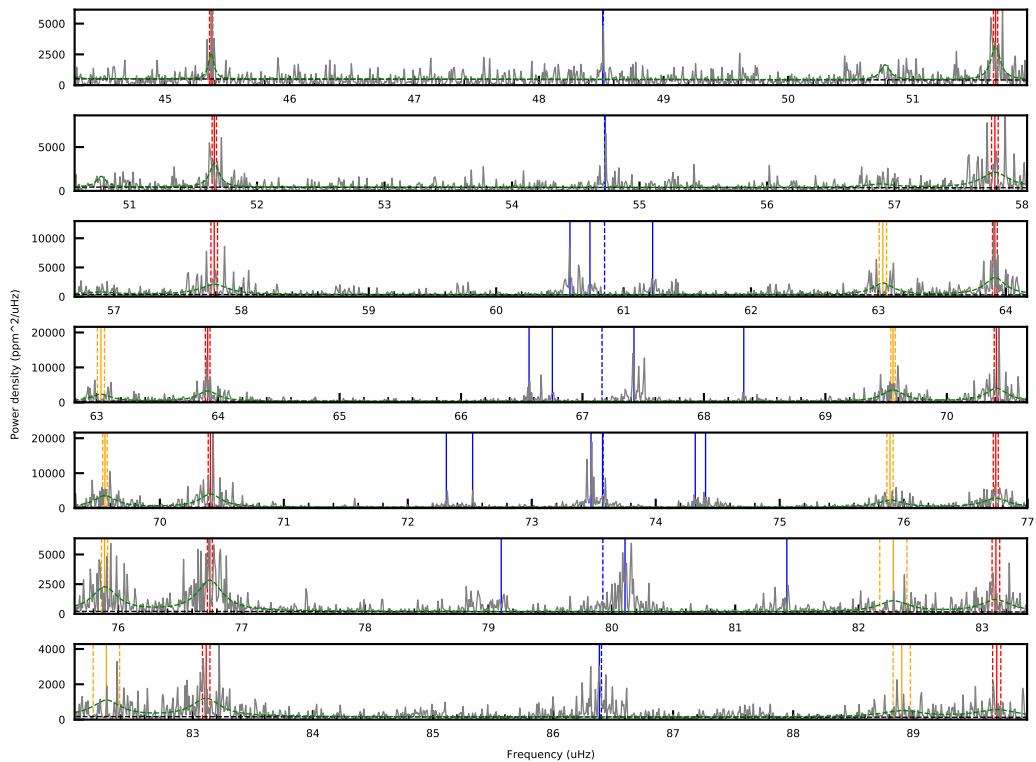 5000
2500
0
45 46 47 48 49 50 51
5000
0
51 52 53 54 55 56 57 58
10000
5000
0
57 58 59 60 61 62 63 64
Power density (ppm^2/uHz)
20000
10000
0
63 64 65 66 67 68 69 70
20000
10000
0
70 71 72 73 74 75 76 77
5000
2500
0
76 77 78 79 80 81 82 83
4000
2000
0
83 84 85 86 87 88 89
Frequency (uHz)